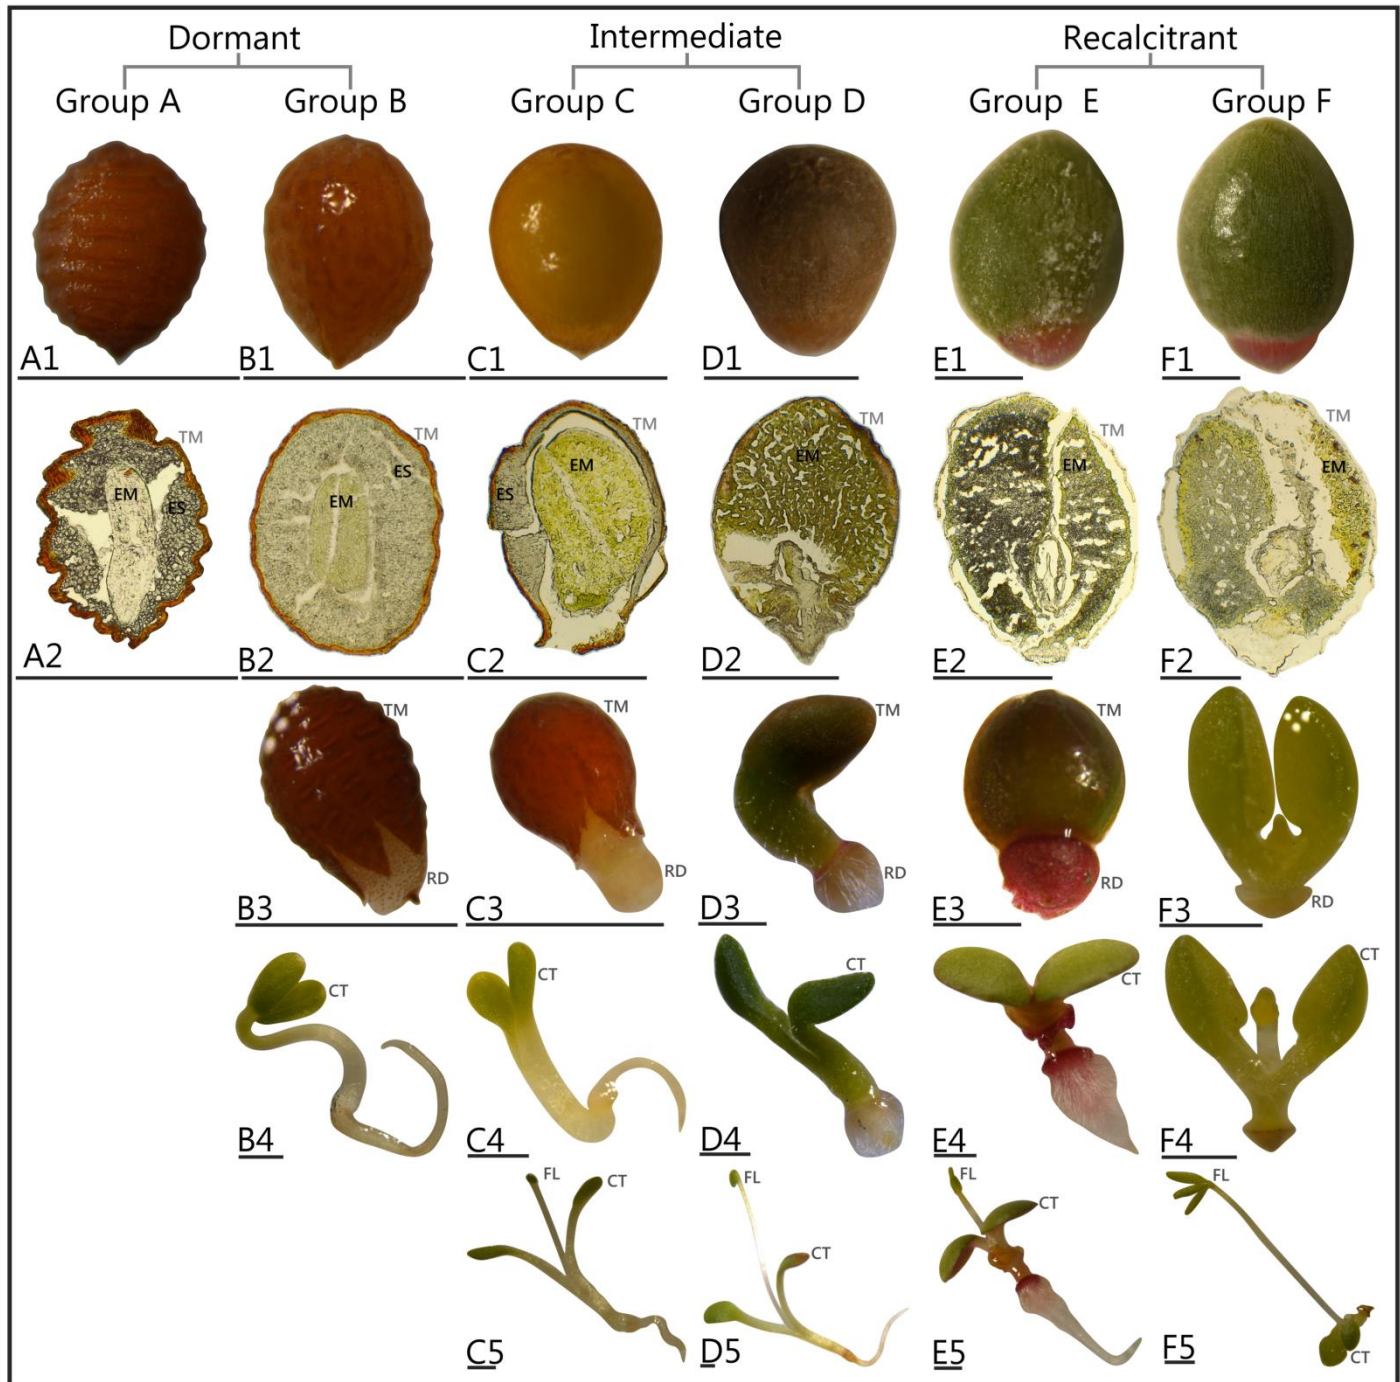 Dormant Intermediate Recalcitrant
Group A Group B Group C Group D Group E Group F
A1 B1 C1 D1 E1 F1
TM TM TM TM TM TM
EM ES EM ES EM ES EM EM EM
A2 B2 C2 D2 E2 F2
TM TM TM TM
RD RD RD RD RD
B3 C3 D3 E3 F3
CT CT CT CT CT
B4 C4 D4 E4 F4
FL CT FL CT FL CT FL CT
C5 D5 E5 F5